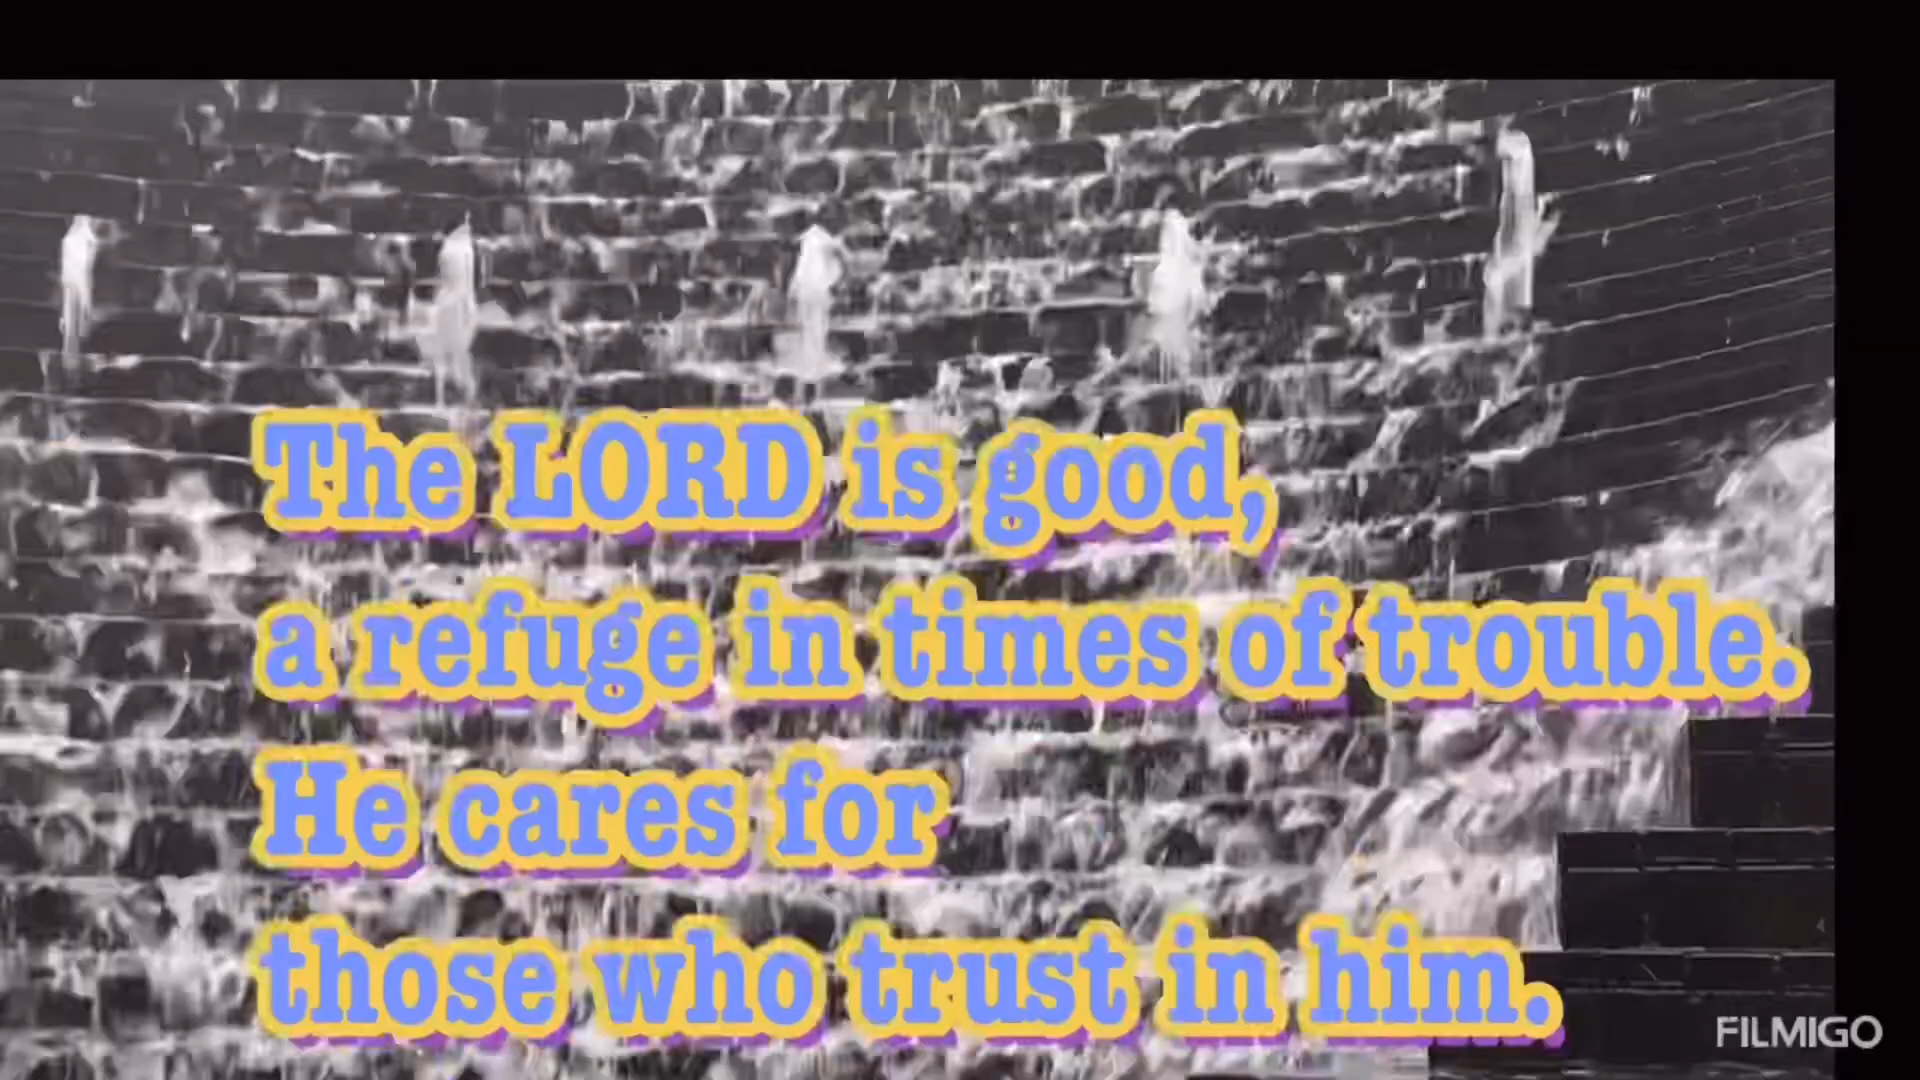 The LORD is good,
a refuge in times of trouble.
He cares for
those who trust in him.
FILMIGO